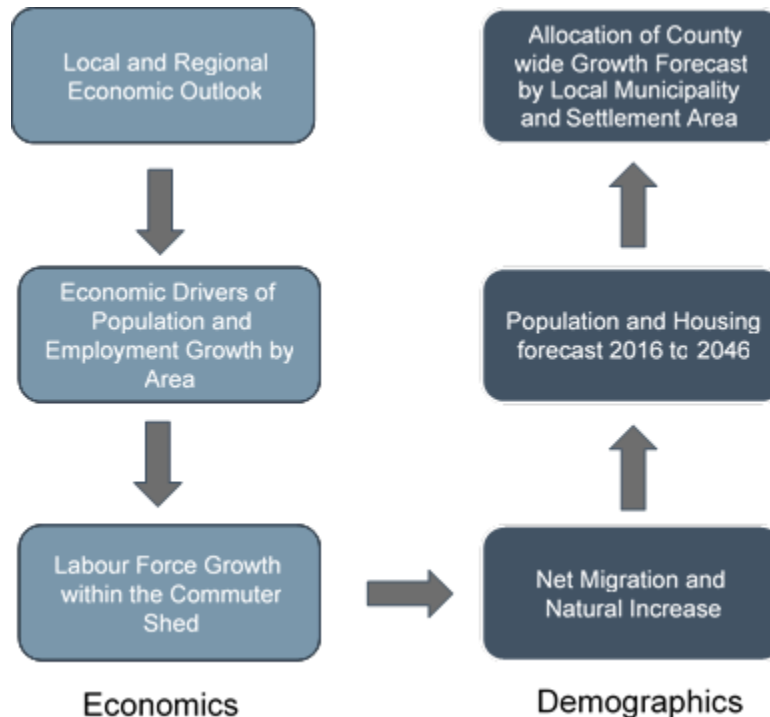 Local and Regional
Economic Outlook
Economic Drivers of
Population and
Employment Growth by
Area
Labour Force Growth
within the Commuter
Shed
Economics
Allocation of County
wide Growth Forecast
by Local Municipality
and Settlement Area
Population and Housing
forecast 2016 to 2046
Net Migration and
Natural Increase
Demographics